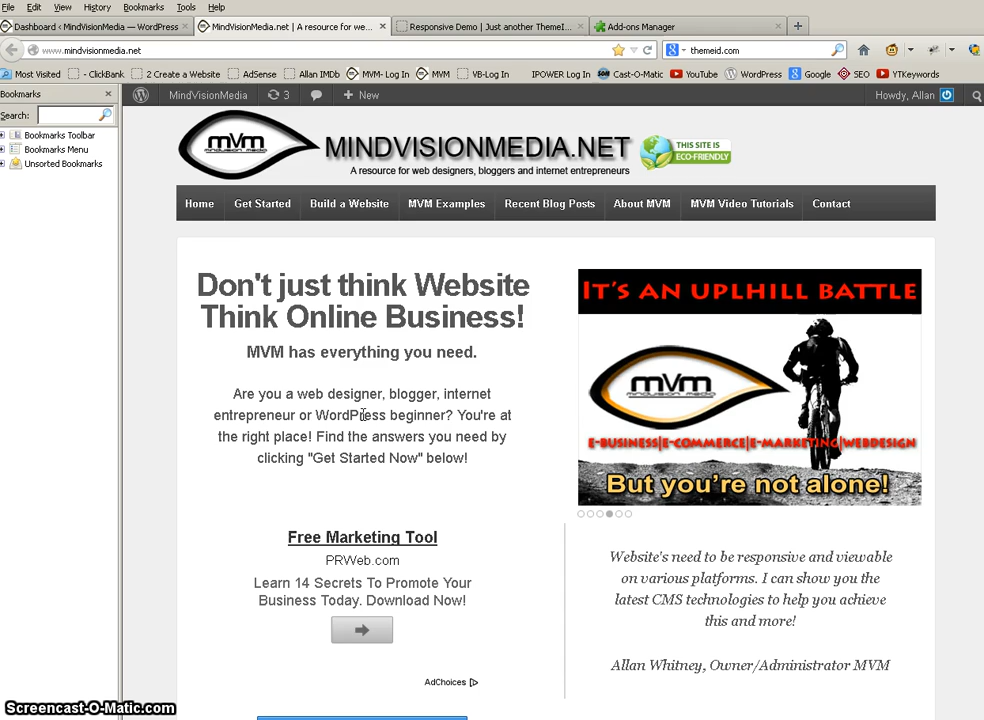 File Edit View History Bookmarks Tools Help
Dashboard ‹ MindVisionMedia — WordPress
MindVisionMedia.net | A resource for we...
Responsive Demo | Just another ThemeI...
Add-ons Manager
www.mindvisionmedia.net
themeid.com
Most Visited - ClickBank 2 Create a Website AdSense Allan IMDb MVM- Log In MVM VB-Log In IPOWER Log In Cast-O-Matic YouTube WordPress Google SEO YTKeywords
Bookmarks
Search:
Bookmarks Toolbar
Bookmarks Menu
Unsorted Bookmarks
MindVisionMedia 3 New Howdy, Allan
mvm
mindvision media
MINDVISIONMEDIA.NET
A resource for web designers, bloggers and internet entrepreneurs
THIS SITE IS
ECO-FRIENDLY
Home Get Started Build a Website MVM Examples Recent Blog Posts About MVM MVM Video Tutorials Contact
Don't just think Website
Think Online Business!
MVM has everything you need.
Are you a web designer, blogger, internet
entrepreneur or WordPress beginner? You're at
the right place! Find the answers you need by
clicking "Get Started Now" below!
Free Marketing Tool
PRWeb.com
Learn 14 Secrets To Promote Your
Business Today. Download Now!
AdChoices
IT'S AN UPLHILL BATTLE
mvm
mindvision media
E-BUSINESS|E-COMMERCE|E-MARKETING|WEBDESIGN
But you're not alone!
Website's need to be responsive and viewable
on various platforms. I can show you the
latest CMS technologies to help you achieve
this and more!
Allan Whitney, Owner/Administrator MVM
Screencast-O-Matic.com